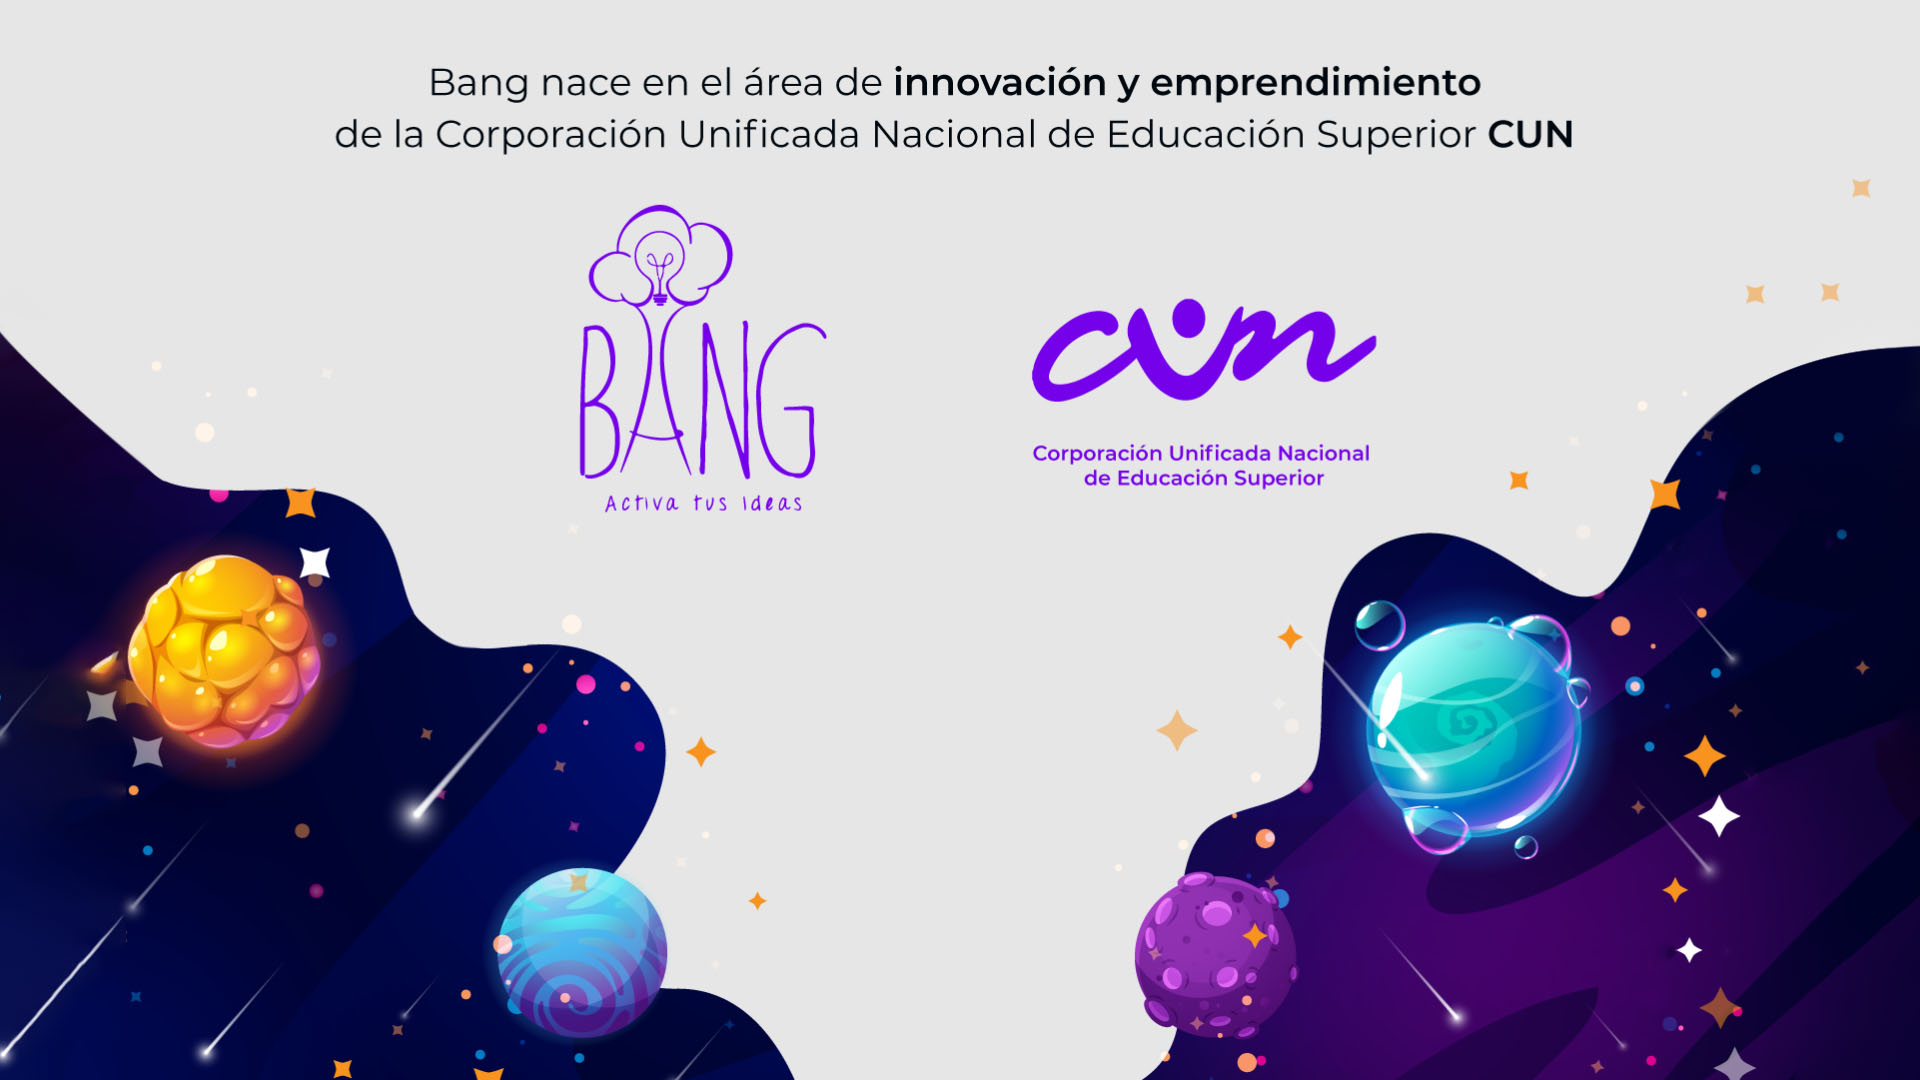 Bang nace en el área de innovación y emprendimiento
de la Corporación Unificada Nacional de Educación Superior CUN
BANG
Activa tus ideas
cun
Corporación Unificada Nacional
de Educación Superior